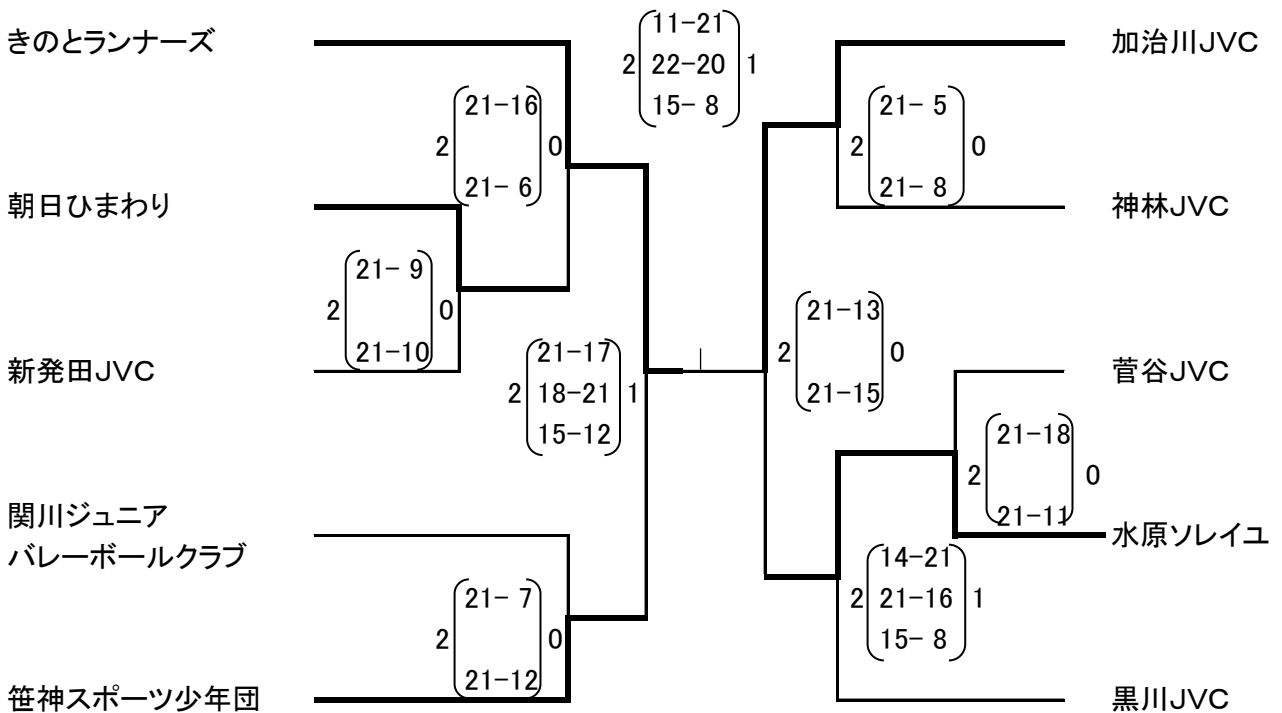 きのとランナーズ
朝日ひまわり
新発田JVC
関川ジュニア
バレーボールクラブ
笹神スポーツ少年団
2 21-16 0
21- 6
2 21- 9 0
21-10
21-17
2 18-21 1
15-12
2 21- 7 0
21-12
11-21
2 22-20 1
15- 8
加治川JVC
神林JVC
菅谷JVC
水原ソレイユ
黒川JVC
2 21- 5 0
21- 8
2 21-13 0
21-15
2 21-18 0
21-11
14-21
2 21-16 1
15- 8